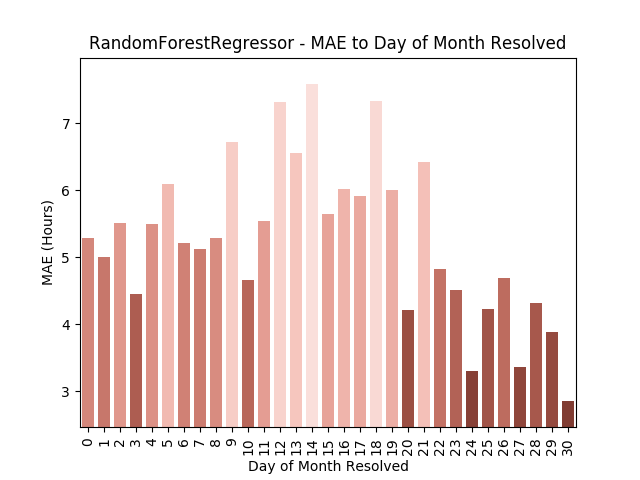 RandomForestRegressor - MAE to Day of Month Resolved
7
6
5
4
3
MAE (Hours)
0 1 2 3 4 5 6 7 8 9 10 11 12 13 14 15 16 17 18 19 20 21 22 23 24 25 26 27 28 29 30
Day of Month Resolved